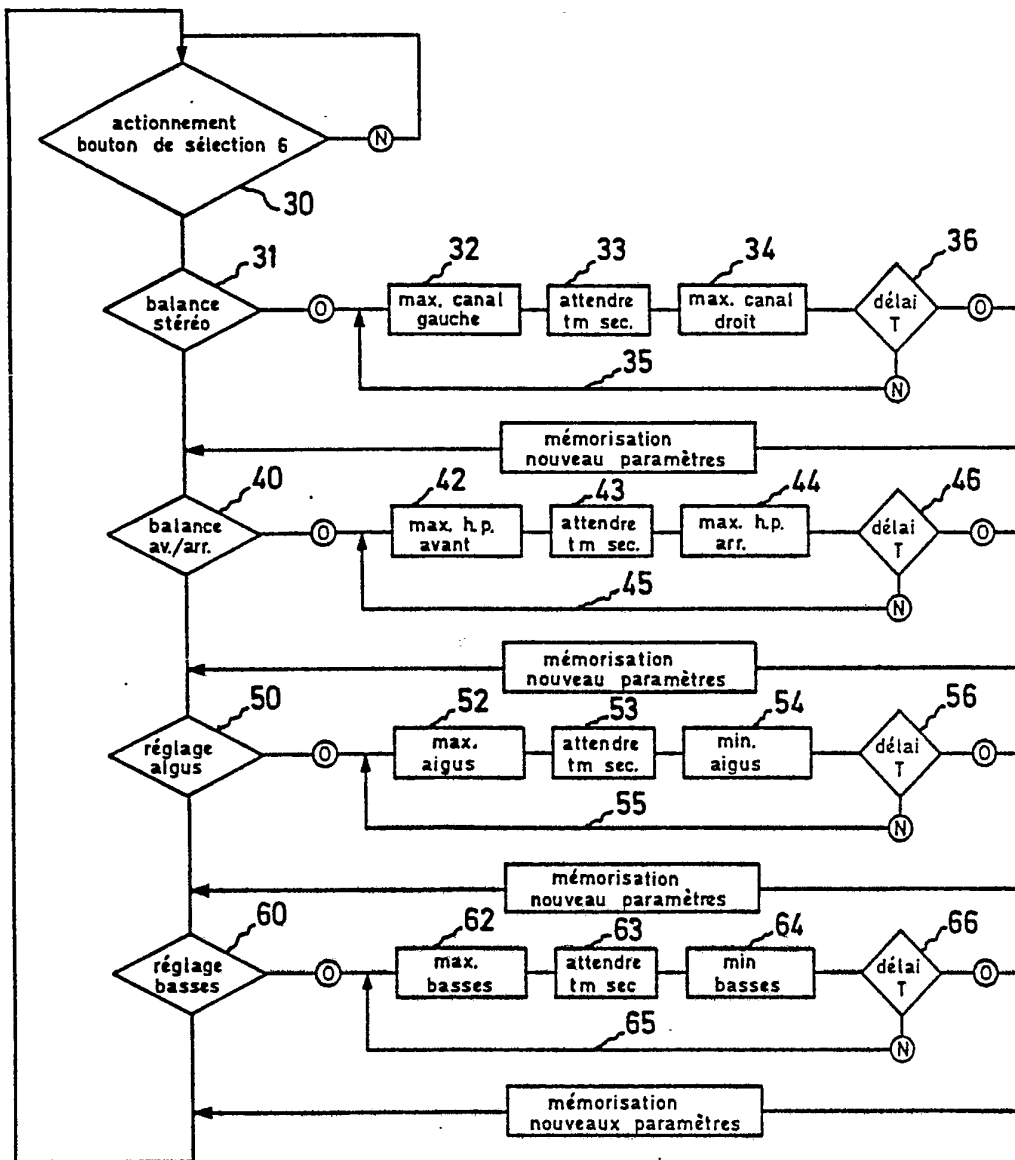 actionnement
bouton de sélection 6
N
30
31
32
33
34
36
balance
stéréo
O
max. canal
gauche
attendre
tm sec.
max. canal
droit
délai
T
O
35
N
mémorisation
nouveau paramètres
40
42
43
44
46
balance
av./arr.
O
max. h.p.
avant
attendre
tm sec.
max. h.p.
arr.
délai
T
O
45
N
mémorisation
nouveau paramètres
50
52
53
54
56
réglage
aigus
O
max.
aigus
attendre
tm sec.
min.
aigus
délai
T
O
55
N
mémorisation
nouveau paramètres
60
62
63
64
66
réglage
basses
O
max.
basses
attendre
tm sec
min
basses
délai
T
O
65
N
mémorisation
nouveaux paramètres